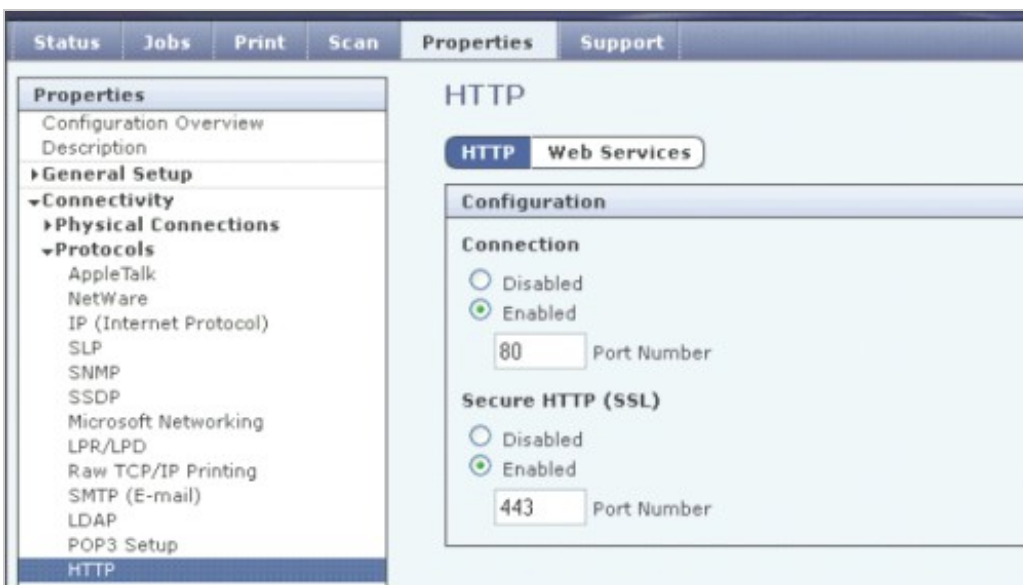 Status Jobs Print Scan Properties Support
Properties
Configuration Overview
Description
General Setup
Connectivity
Physical Connections
Protocols
AppleTalk
NetWare
IP (Internet Protocol)
SLP
SNMP
SSDP
Microsoft Networking
LPR/LPD
Raw TCP/IP Printing
SMTP (E-mail)
LDAP
POP3 Setup
HTTP
HTTP
HTTP Web Services
Configuration
Connection
Disabled
Enabled
80 Port Number
Secure HTTP (SSL)
Disabled
Enabled
443 Port Number